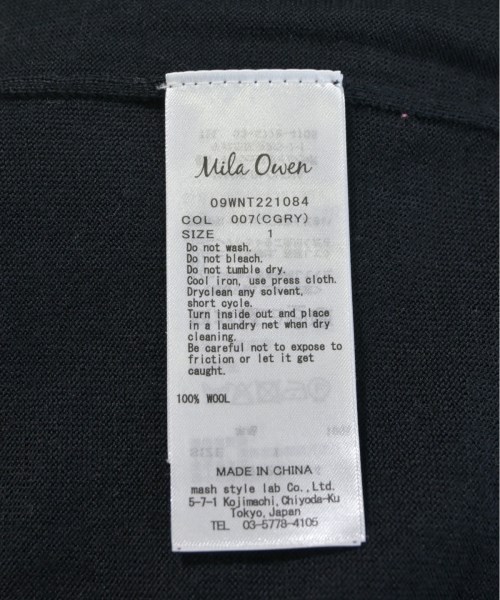 Mila Owen
09WNT221084
COL 007(CGRY)
SIZE 1
Do not wash.
Do not bleach.
Do not tumble dry.
Cool iron, use press cloth.
Dryclean any solvent,
short cycle.
Turn inside out and place
in a laundry net when dry
cleaning.
Be careful not to expose to
friction or let it get
caught.
100% WOOL
MADE IN CHINA
mash style lab Co.,Ltd.
5-7-1 Kojimachi,Chiyoda-Ku
Tokyo,Japan
TEL 03-5778-4105